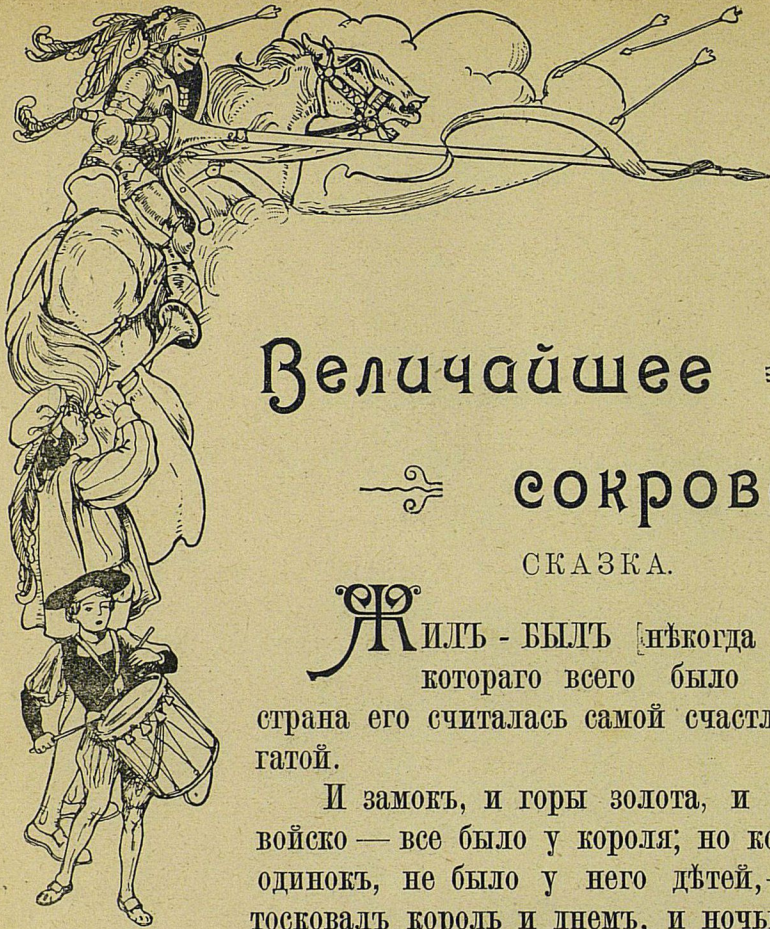 Величайшее
сокров
СКАЗКА.
ЖИЛЪ - БЫЛЪ [нѣкогда
котораго всего было
страна его считалась самой счастл
гатой.
И замокъ, и горы золота, и
войско — все было у короля; но ко
одинокъ, не было у него дѣтей,-
тосковалъ король и днемъ, и ночь